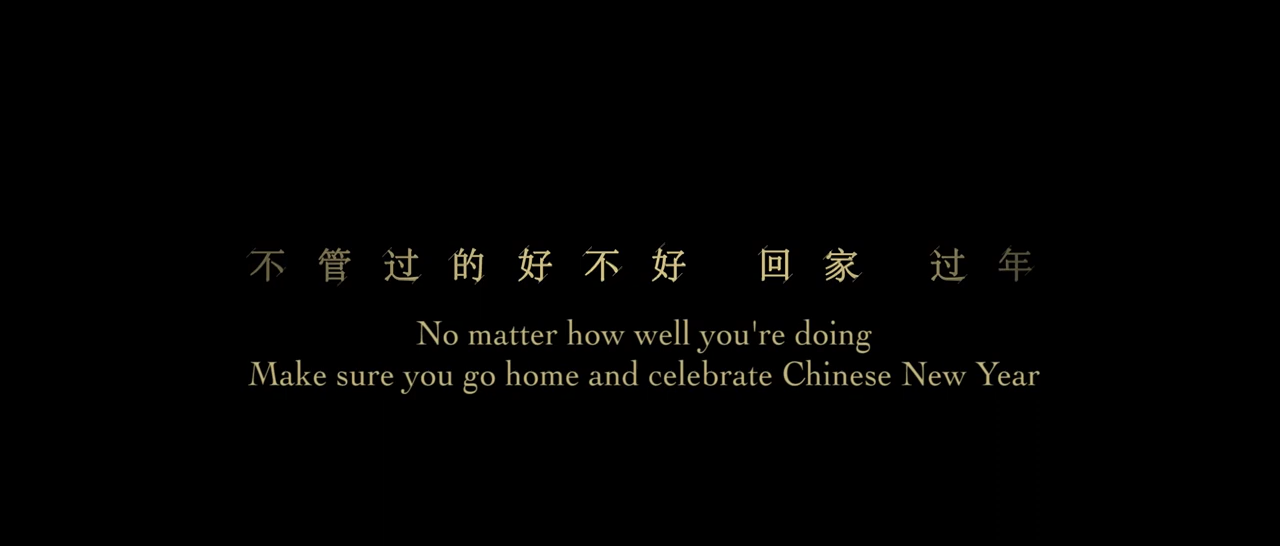 不管过的好不好 回家 过年
No matter how well you're doing
Make sure you go home and celebrate Chinese New Year